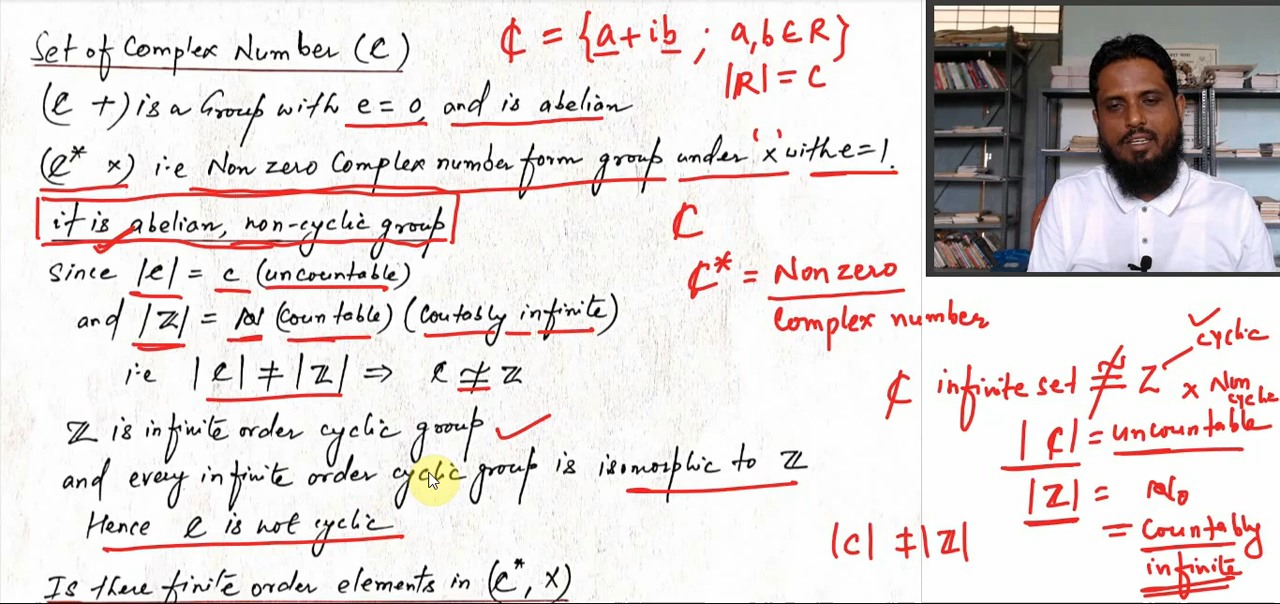 Set of Complex Number (C)
(C +) is a Group with e = 0, and is abelian
(C* ×) i·e Non zero Complex number form group under '×' with e = 1.
it is abelian, non-cyclic group
Since |C| = c (uncountable)
and |Z| = ℵ (countable) (coutably infinite)
i·e |C| ≠ |Z| ⇒ C ≇ Z
Z is infinite order cyclic group
and every infinite order cyclic group is isomorphic to Z
Hence C is not cyclic
Is there finite order elements in (C*, ×)
ℂ = {a + ib ; a, b ∈ R}
|R| = C
ℂ
ℂ* = Non zero
complex number
cyclic
ℂ infinite set ≇ Z
× Non cyclic
|ℂ| = uncountable
|Z| = ℵ₀
= countably
infinite
|C| ≠ |Z|